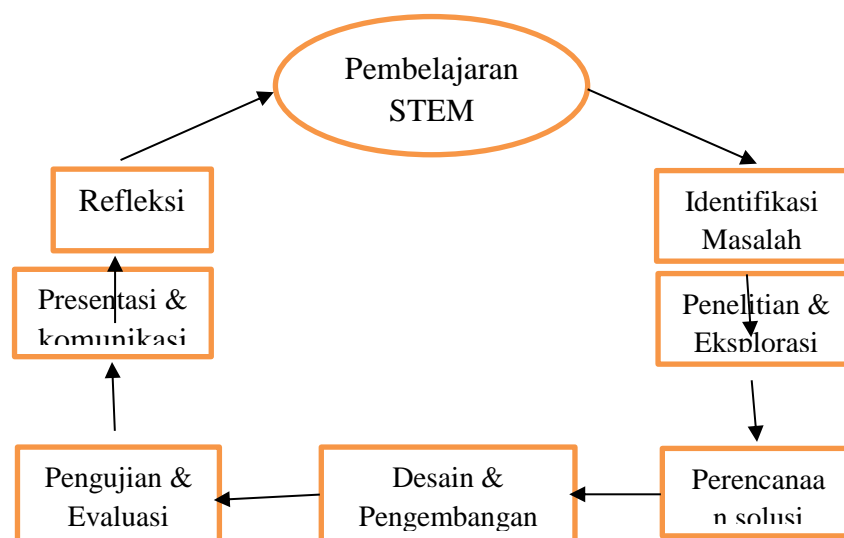 Pembelajaran
STEM
Identifikasi
Masalah
Penelitian &
Eksplorasi
Perencanaa
n solusi
Desain &
Pengembangan
Pengujian &
Evaluasi
Presentasi &
komunikasi
Refleksi